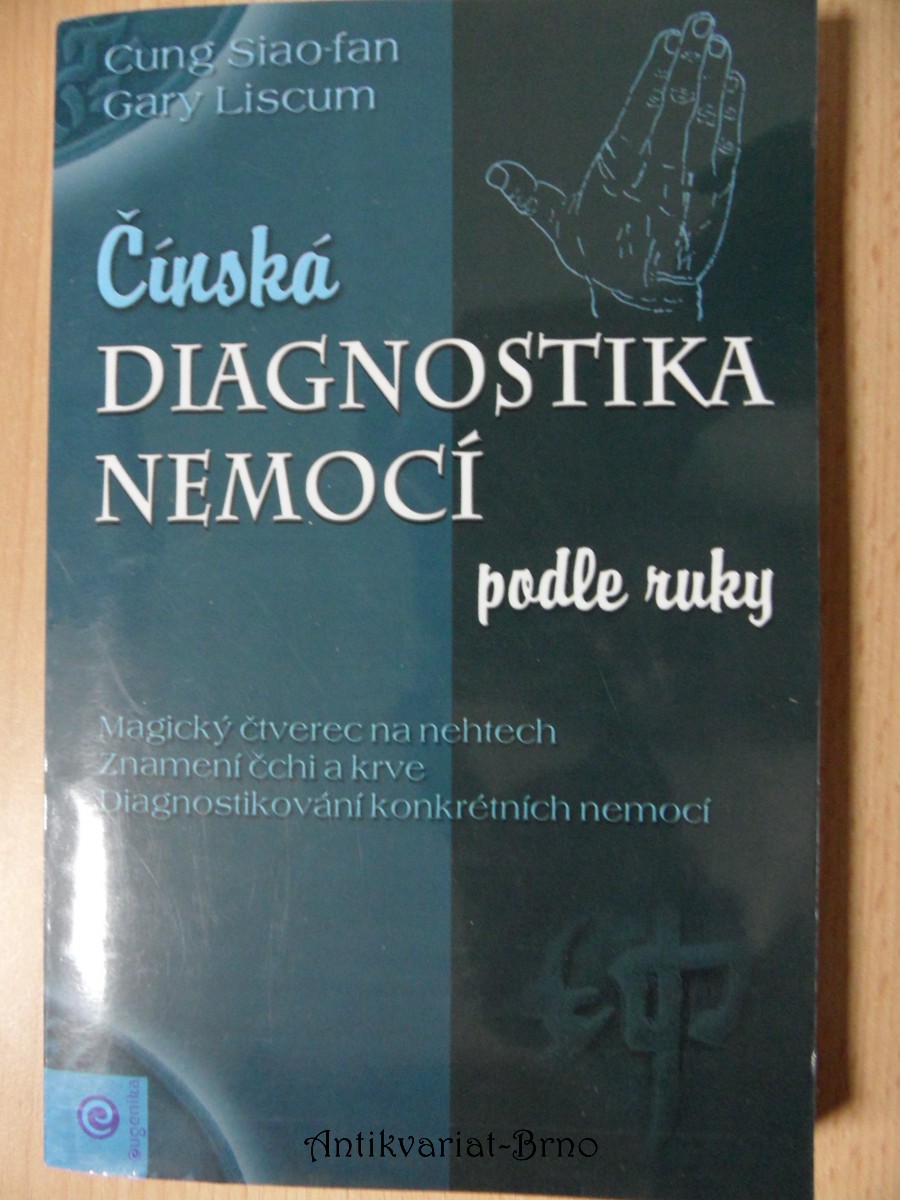 Cung Siao-fan
Gary Liscum
Čínská
DIAGNOSTIKA
NEMOCÍ
podle ruky
Magický čtverec na nehtech
Znamení čchi a krve
Diagnostikování konkrétních nemocí
eugenika
Antikvariat-Brno